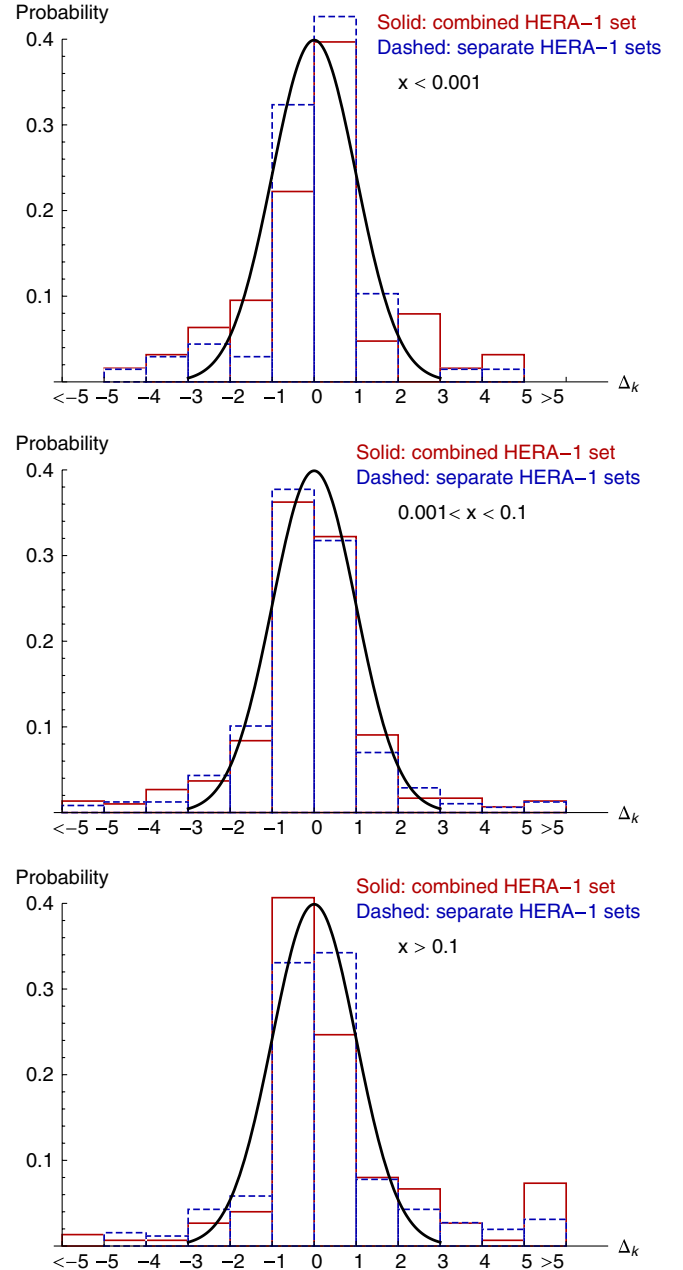 Probability
Solid: combined HERA−1 set
Dashed: separate HERA−1 sets
x < 0.001
0.4
0.3
0.2
0.1
<−5 −5 −4 −3 −2 −1 0 1 2 3 4 5 >5 Δk
Probability
Solid: combined HERA−1 set
Dashed: separate HERA−1 sets
0.001< x < 0.1
0.4
0.3
0.2
0.1
<−5 −5 −4 −3 −2 −1 0 1 2 3 4 5 >5 Δk
Probability
Solid: combined HERA−1 set
Dashed: separate HERA−1 sets
x > 0.1
0.4
0.3
0.2
0.1
<−5 −5 −4 −3 −2 −1 0 1 2 3 4 5 >5 Δk